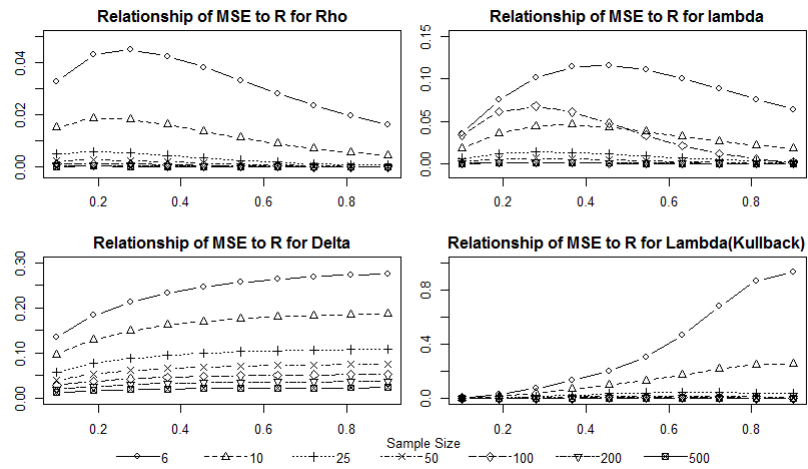 Relationship of MSE to R for Rho
Relationship of MSE to R for lambda
0.00 0.02 0.04
0.00 0.05 0.10 0.15
0.2 0.4 0.6 0.8
0.2 0.4 0.6 0.8
Relationship of MSE to R for Delta
Relationship of MSE to R for Lambda(Kullback)
0.00 0.10 0.20 0.30
0.0 0.4 0.8
0.2 0.4 0.6 0.8
0.2 0.4 0.6 0.8
Sample Size
6 10 25 50 100 200 500